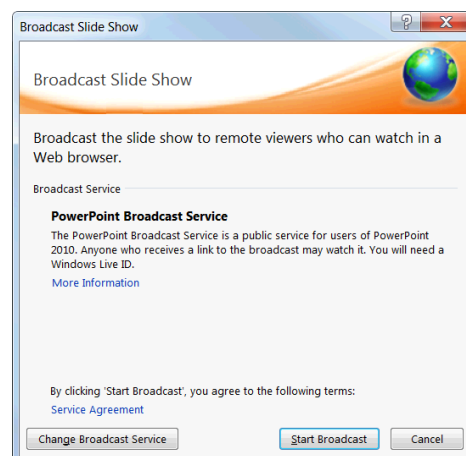 Broadcast Slide Show
?
X
Broadcast Slide Show
Broadcast the slide show to remote viewers who can watch in a
Web browser.
Broadcast Service
PowerPoint Broadcast Service
The PowerPoint Broadcast Service is a public service for users of PowerPoint
2010. Anyone who receives a link to the broadcast may watch it. You will need a
Windows Live ID.
More Information
By clicking 'Start Broadcast', you agree to the following terms:
Service Agreement
Change Broadcast Service
Start Broadcast
Cancel